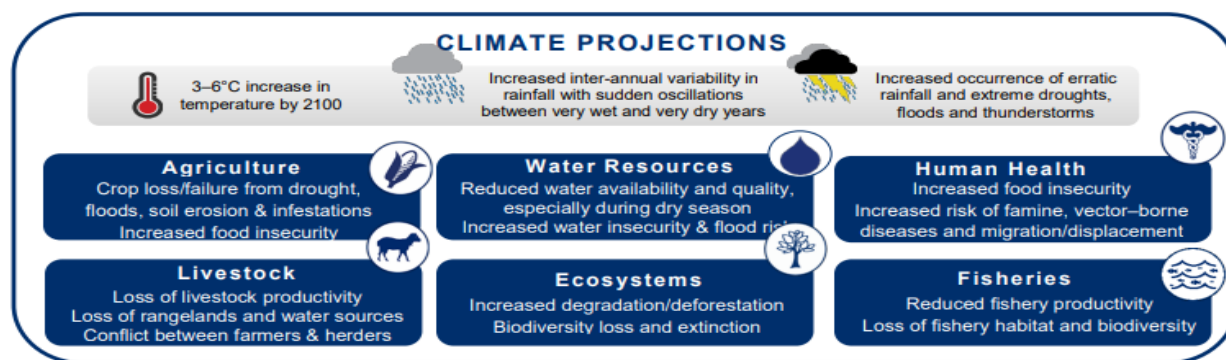 CLIMATE PROJECTIONS
3–6°C increase in
temperature by 2100
Increased inter-annual variability in
rainfall with sudden oscillations
between very wet and very dry years
Increased occurrence of erratic
rainfall and extreme droughts,
floods and thunderstorms
Agriculture
Crop loss/failure from drought,
floods, soil erosion & infestations
Increased food insecurity
Water Resources
Reduced water availability and quality,
especially during dry season
Increased water insecurity & flood
Human Health
Increased food insecurity
Increased risk of famine, vector–borne
diseases and migration/displacement
Livestock
Loss of livestock productivity
Loss of rangelands and water sources
Conflict between farmers & herders
Ecosystems
Increased degradation/deforestation
Biodiversity loss and extinction
Fisheries
Reduced fishery productivity
Loss of fishery habitat and biodiversity